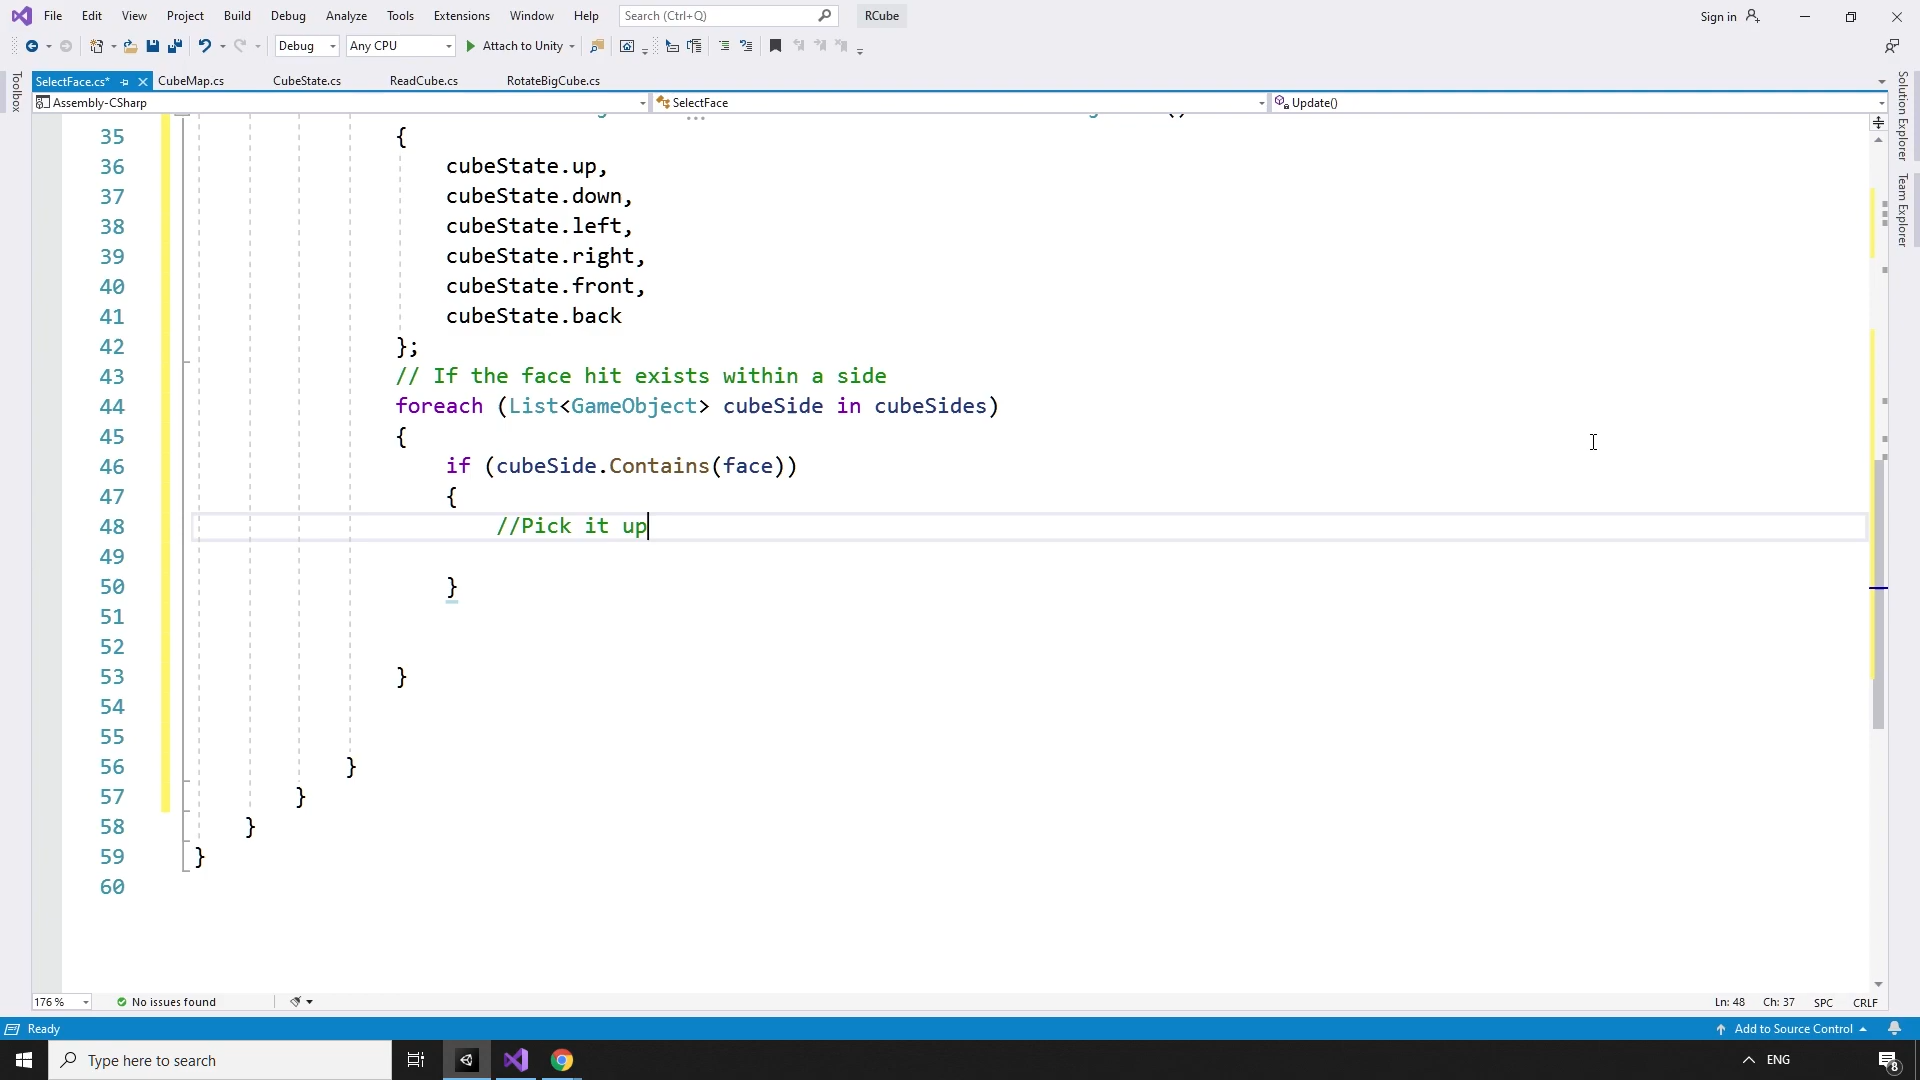 File Edit View Project Build Debug Analyze Tools Extensions Window Help Search (Ctrl+Q) RCube Sign in
Debug Any CPU Attach to Unity
SelectFace.cs* CubeMap.cs CubeState.cs ReadCube.cs RotateBigCube.cs
Toolbox
Solution Explorer
Team Explorer
Assembly-CSharp SelectFace Update()
35 {
36 cubeState.up,
37 cubeState.down,
38 cubeState.left,
39 cubeState.right,
40 cubeState.front,
41 cubeState.back
42 };
43 // If the face hit exists within a side
44 foreach (List<GameObject> cubeSide in cubeSides)
45 {
46 if (cubeSide.Contains(face))
47 {
48 //Pick it up
49
50 }
51
52
53 }
54
55
56 }
57 }
58 }
59 }
60
176 % No issues found Ln: 48 Ch: 37 SPC CRLF
Ready Add to Source Control
Type here to search ENG 8